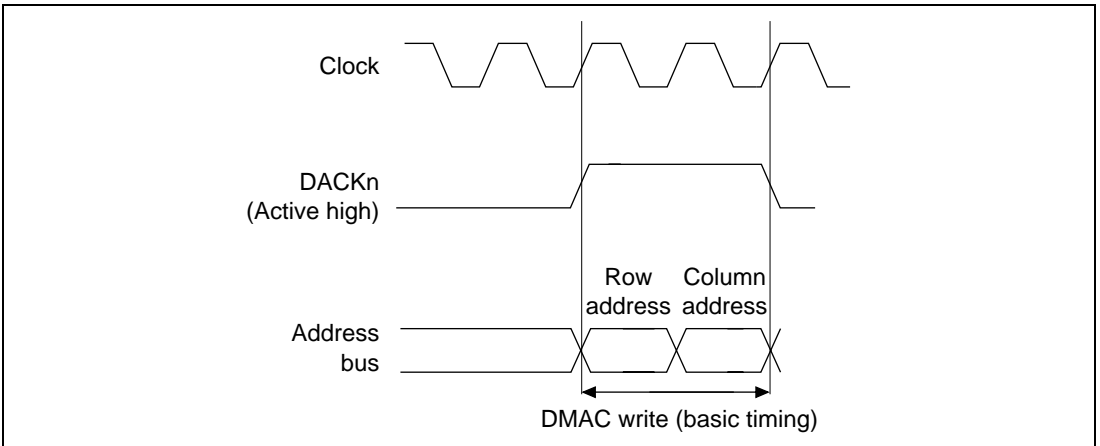 Clock
DACKn
(Active high)
Row
address
Column
address
Address
bus
DMAC write (basic timing)